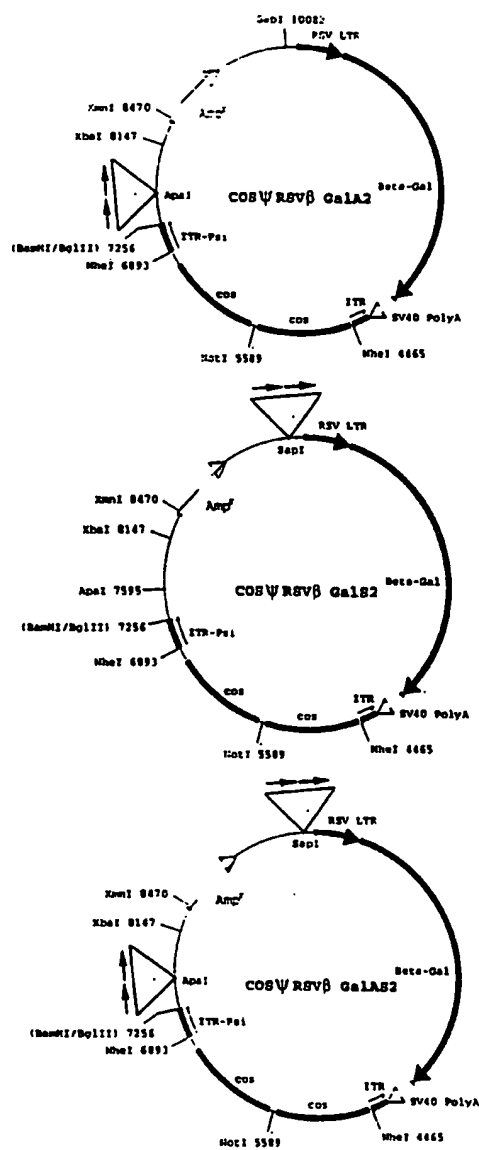 SapI 10082
RSV LTR
XmnI 8470
Amp^r
XbaI 8147
ApaI
COSΨRSVβ GalA2
Beta-Gal
(BamHI/BglII) 7256
ITR-Psi
NheI 6893
cos
cos
ITR
SV40 PolyA
NotI 5589
NheI 4465
RSV LTR
SapI
XmnI 8470
Amp^r
XbaI 8147
ApaI 7595
COSΨRSVβ GalS2
Beta-Gal
(BamHI/BglII) 7256
ITR-Psi
NheI 6893
cos
cos
ITR
SV40 PolyA
NotI 5589
NheI 4465
RSV LTR
SapI
XmnI 8470
Amp^r
XbaI 8147
ApaI
COSΨRSVβ GalAS2
Beta-Gal
(BamHI/BglII) 7256
ITR-Psi
NheI 6893
cos
cos
ITR
SV40 PolyA
NotI 5589
NheI 4465